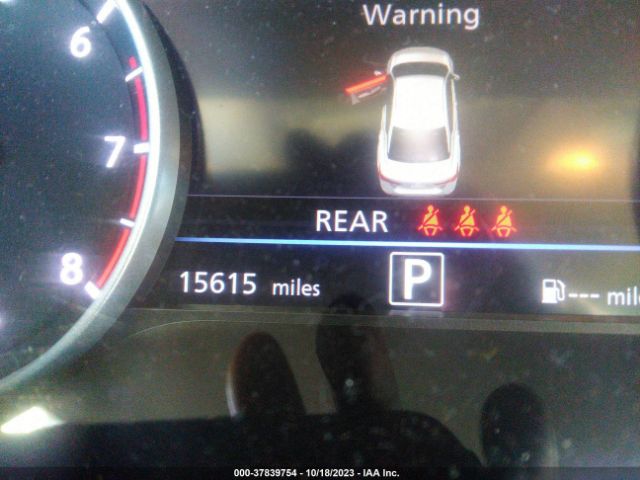 Warning
6
7
8
REAR
15615 miles
P
--- mil
000-37839754 - 10/18/2023 - IAA Inc.